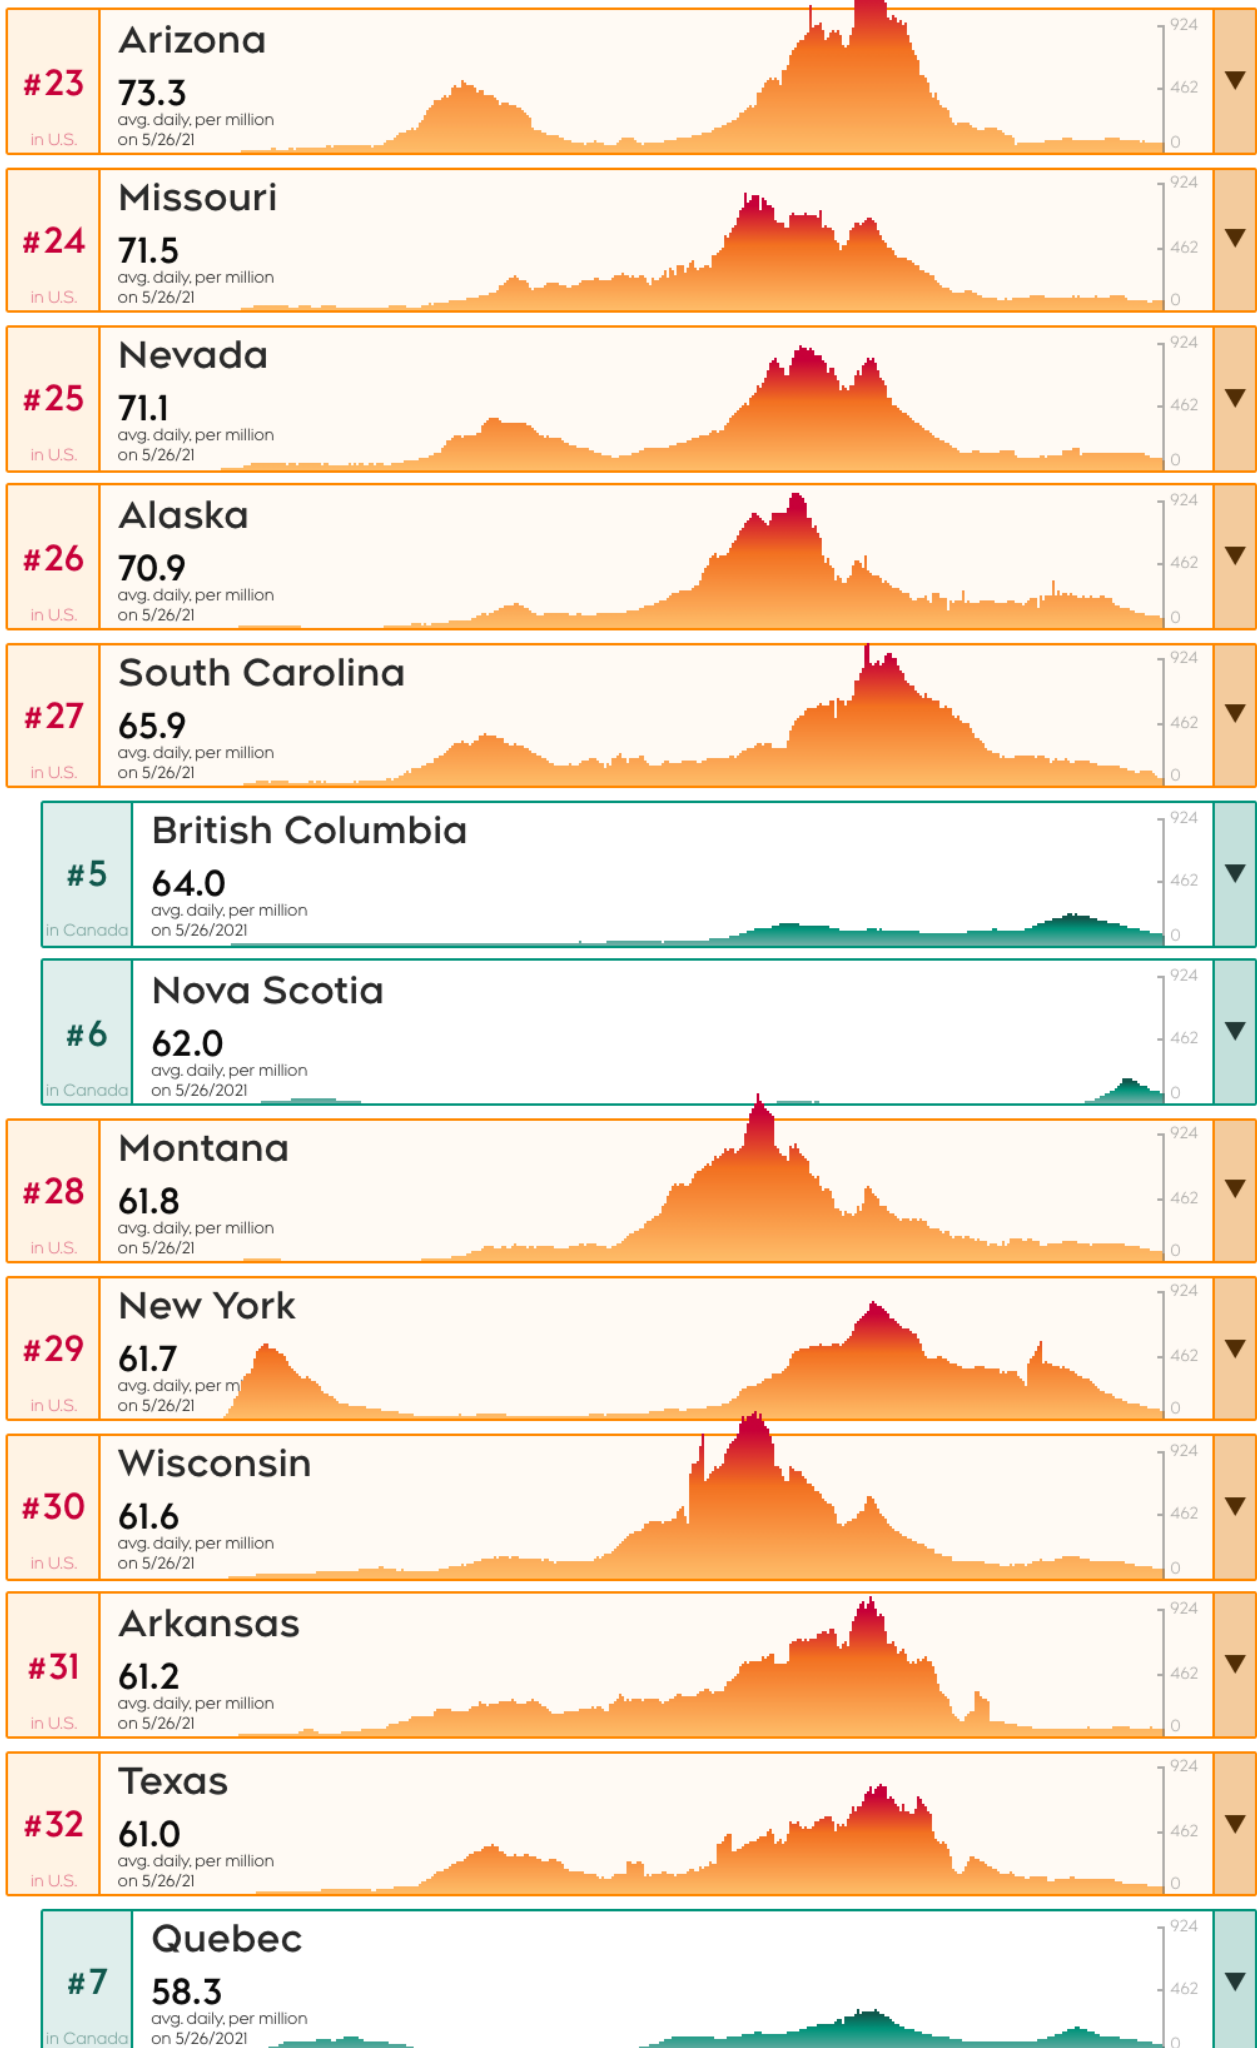 Arizona
#23
73.3
avg. daily, per million
in U.S.
on 5/26/21
924
462
0
Missouri
#24
71.5
avg. daily, per million
in U.S.
on 5/26/21
924
462
0
Nevada
#25
71.1
avg. daily, per million
in U.S.
on 5/26/21
924
462
0
Alaska
#26
70.9
avg. daily, per million
in U.S.
on 5/26/21
924
462
0
South Carolina
#27
65.9
avg. daily, per million
in U.S.
on 5/26/21
924
462
0
British Columbia
#5
64.0
avg. daily, per million
in Canada
on 5/26/2021
924
462
0
Nova Scotia
#6
62.0
avg. daily, per million
in Canada
on 5/26/2021
924
462
0
Montana
#28
61.8
avg. daily, per million
in U.S.
on 5/26/21
924
462
0
New York
#29
61.7
avg. daily, per m
in U.S.
on 5/26/21
924
462
0
Wisconsin
#30
61.6
avg. daily, per million
in U.S.
on 5/26/21
924
462
0
Arkansas
#31
61.2
avg. daily, per million
in U.S.
on 5/26/21
924
462
0
Texas
#32
61.0
avg. daily, per million
in U.S.
on 5/26/21
924
462
0
Quebec
#7
58.3
avg. daily, per million
in Canada
on 5/26/2021
924
462
0